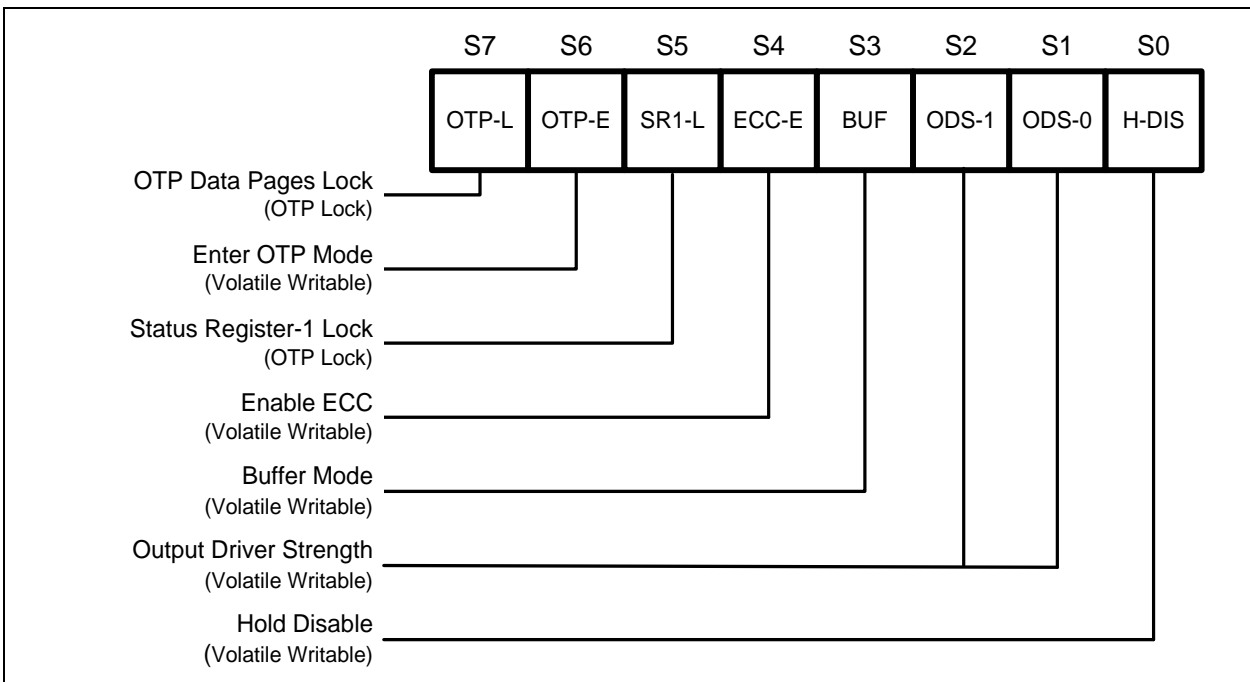 S7 S6 S5 S4 S3 S2 S1 S0
OTP-L OTP-E SR1-L ECC-E BUF ODS-1 ODS-0 H-DIS
OTP Data Pages Lock
(OTP Lock)
Enter OTP Mode
(Volatile Writable)
Status Register-1 Lock
(OTP Lock)
Enable ECC
(Volatile Writable)
Buffer Mode
(Volatile Writable)
Output Driver Strength
(Volatile Writable)
Hold Disable
(Volatile Writable)